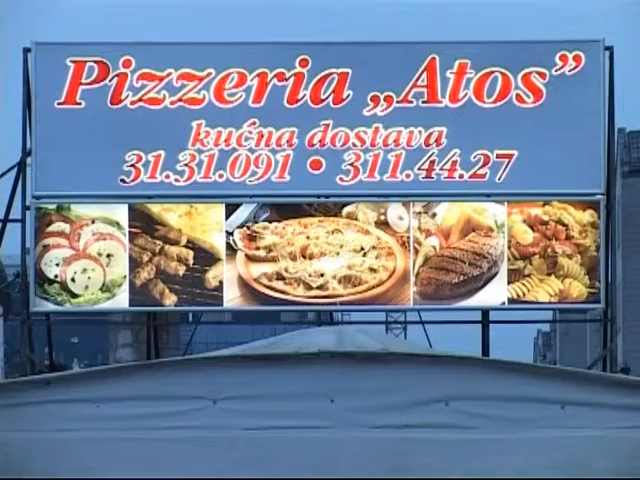 Pizzeria „Atos”
kućna dostava
31.31.091 • 311.44.27